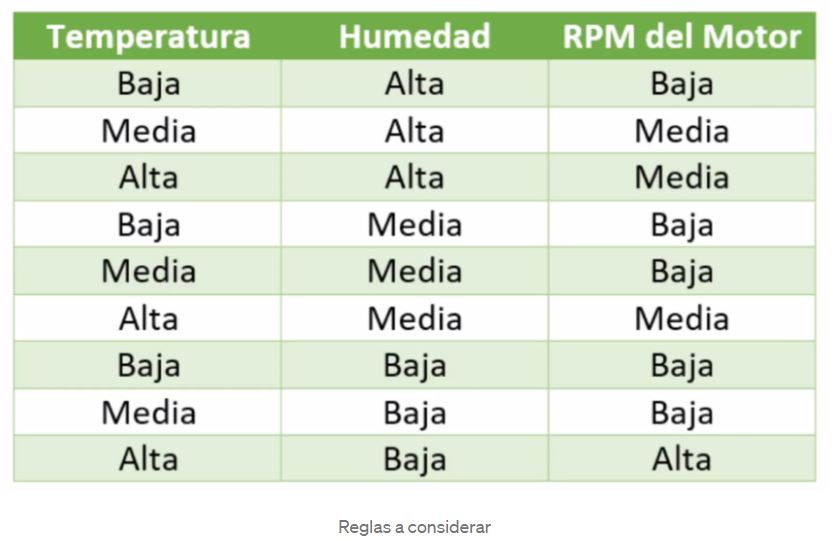 Temperatura Humedad RPM del Motor
Baja Alta Baja
Media Alta Media
Alta Alta Media
Baja Media Baja
Media Media Baja
Alta Media Media
Baja Baja Baja
Media Baja Baja
Alta Baja Alta
Reglas a considerar